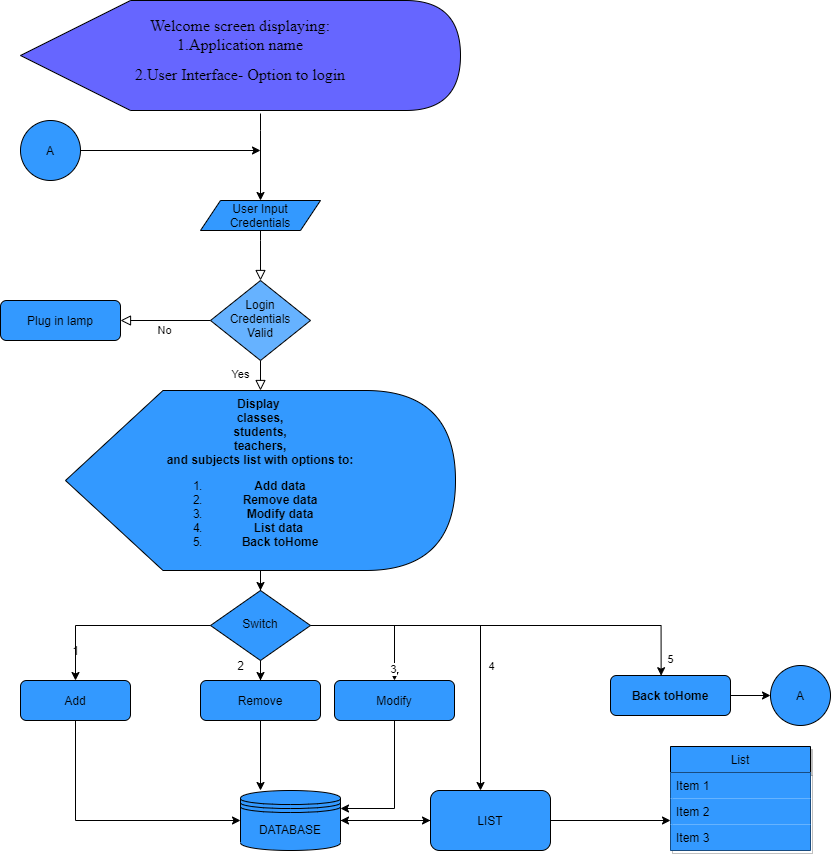 Welcome screen displaying:
1.Application name
2.User Interface- Option to login
A
User Input
Credentials
Login
Credentials
Valid
Plug in lamp
No
Yes
Display
classes,
students,
teachers,
and subjects list with options to:
1. Add data
2. Remove data
3. Modify data
4. List data
5. Back toHome
Switch
1
2
3,
4
5
Add
Remove
Modify
Back toHome
A
DATABASE
LIST
List
Item 1
Item 2
Item 3